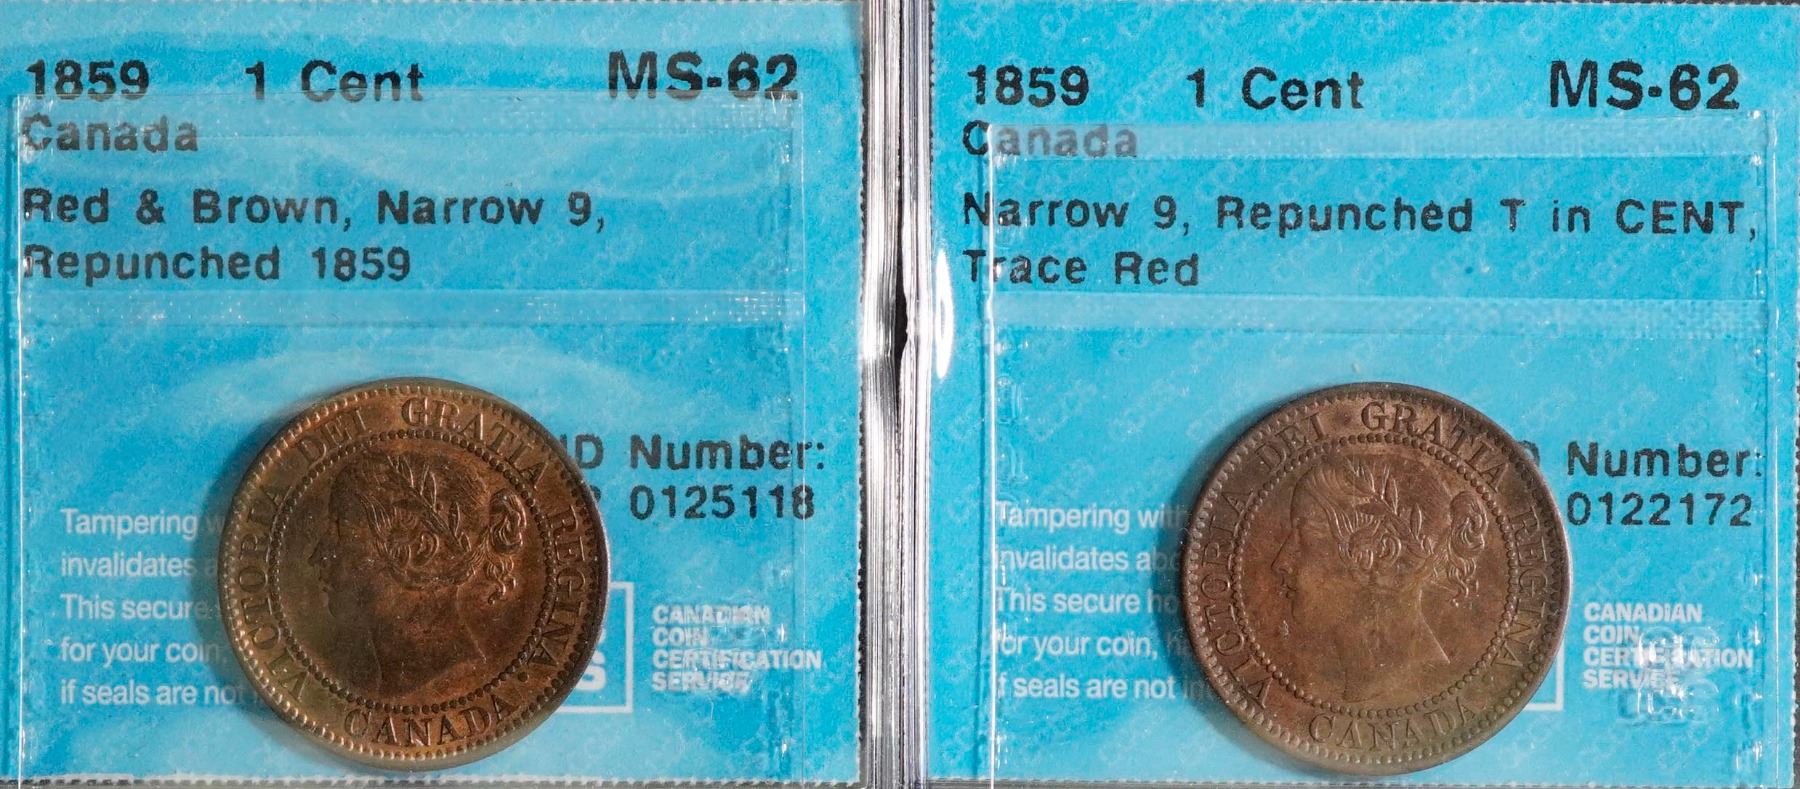 1859 1 Cent MS-62
Canada
Red & Brown, Narrow 9,
Repunched 1859
ID Number:
0125118
Tampering
invalidates
This secure
for your coin,
if seals are not
CANADIAN
COIN
CERTIFICATION
SERVICE
VICTORIA DEI GRATIA REGINA
CANADA
1859 1 Cent MS-62
Canada
Narrow 9, Repunched T in CENT,
Trace Red
Number:
0122172
Tampering with
invalidates
This secure
for your coin,
if seals are not
CANADIAN
COIN
CERTIFICATION
SERVICE
VICTORIA DEI GRATIA REGINA
CANADA